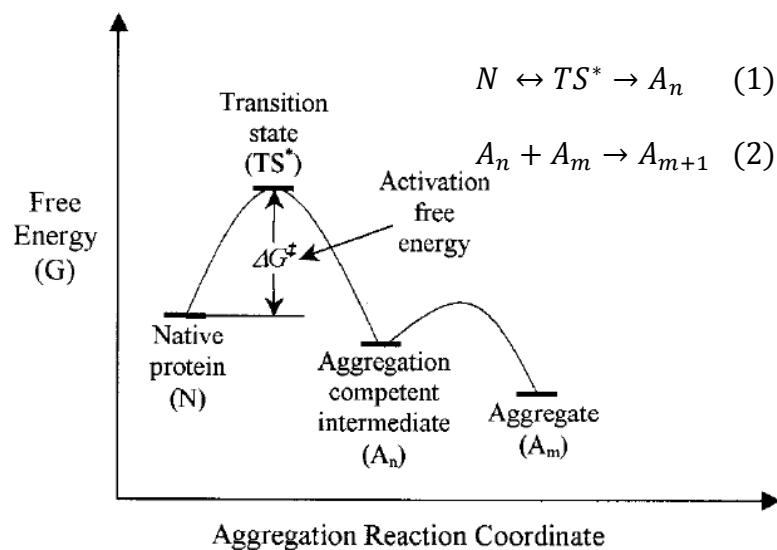 N ↔ TS* → Aₙ (1)
Aₙ + Aₘ → Aₘ₊₁ (2)
Transition
state
(TS*)
Activation
free
energy
Free
Energy
(G)
ΔG‡
Native
protein
(N)
Aggregation
competent
intermediate
(Aₙ)
Aggregate
(Aₘ)
Aggregation Reaction Coordinate